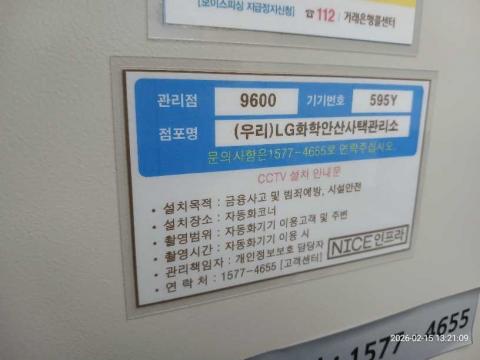 [보이스피싱 지급정지신청] ☎ 112 / 거래은행콜센터
관리점 9600 기기번호 595Y
점포명 (우리)LG화학안산사택관리소
문의사항은1577-4655로 연락주십시오.
CCTV 설치 안내문
• 설치목적 : 금융사고 및 범죄예방, 시설안전
• 설치장소 : 자동화코너
• 촬영범위 : 자동화기기 이용고객 및 주변
• 촬영시간 : 자동화기기 이용 시
• 관리책임자 : 개인정보보호 담당자
• 연 락 처 : 1577-4655 [고객센터]
NICE인프라
1577-4655
2026-02-15 13:21:09